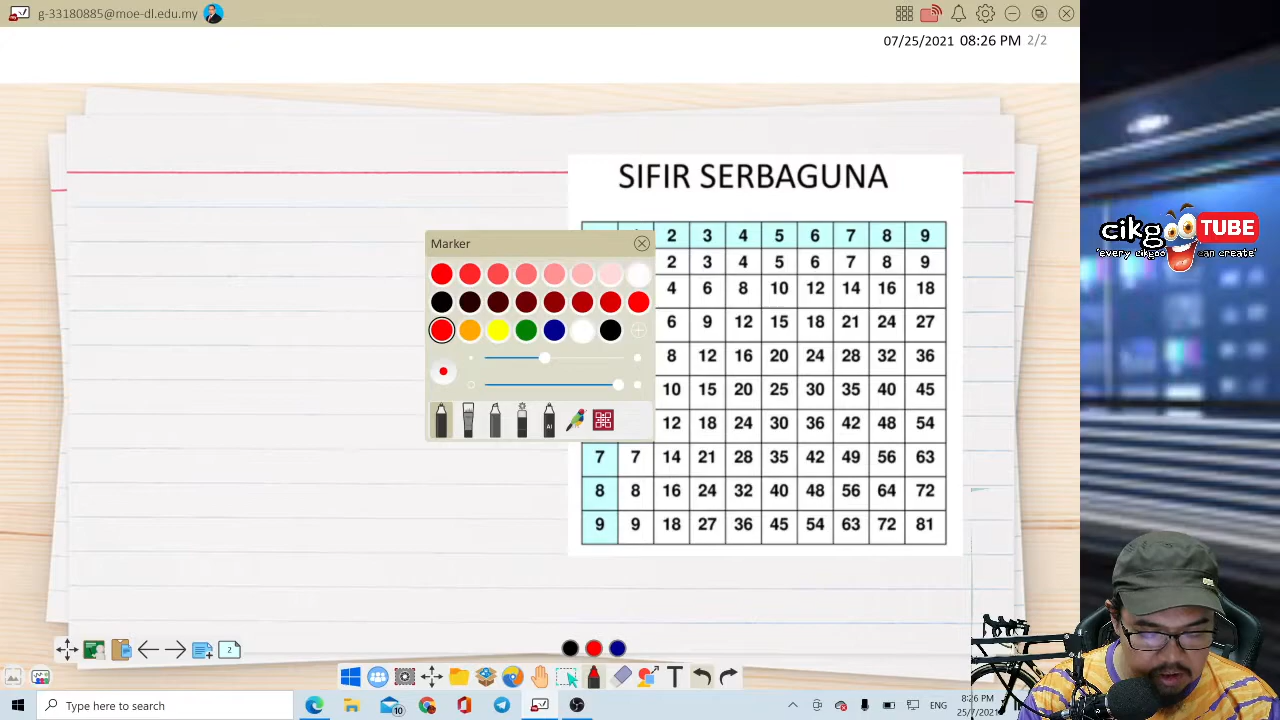 g-33180885@moe-dl.edu.my
07/25/2021 08:26 PM 2/2
SIFIR SERBAGUNA
cikgoo TUBE
'every cikgoo can create'
Marker
2 3 4 5 6 7 8 9
2 3 4 5 6 7 8 9
4 6 8 10 12 14 16 18
6 9 12 15 18 21 24 27
8 12 16 20 24 28 32 36
10 15 20 25 30 35 40 45
12 18 24 30 36 42 48 54
7 7 14 21 28 35 42 49 56 63
8 8 16 24 32 40 48 56 64 72
9 9 18 27 36 45 54 63 72 81
AI
2
T
Type here to search
10
ENG
8:26 PM
25/7/2021